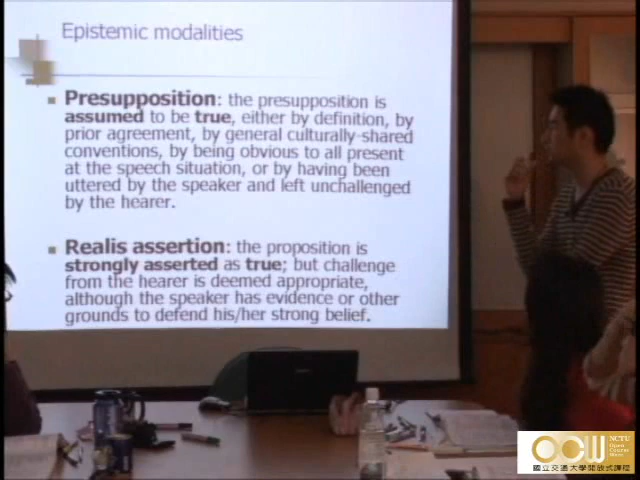 Epistemic modalities
Presupposition: the presupposition is
assumed to be true, either by definition, by
prior agreement, by general culturally-shared
conventions, by being obvious to all present
at the speech situation, or by having been
uttered by the speaker and left unchallenged
by the hearer.
Realis assertion: the proposition is
strongly asserted as true; but challenge
from the hearer is deemed appropriate,
although the speaker has evidence or other
grounds to defend his/her strong belief.
OCW
NCTU
Open
Course
Ware
國立交通大學開放式課程